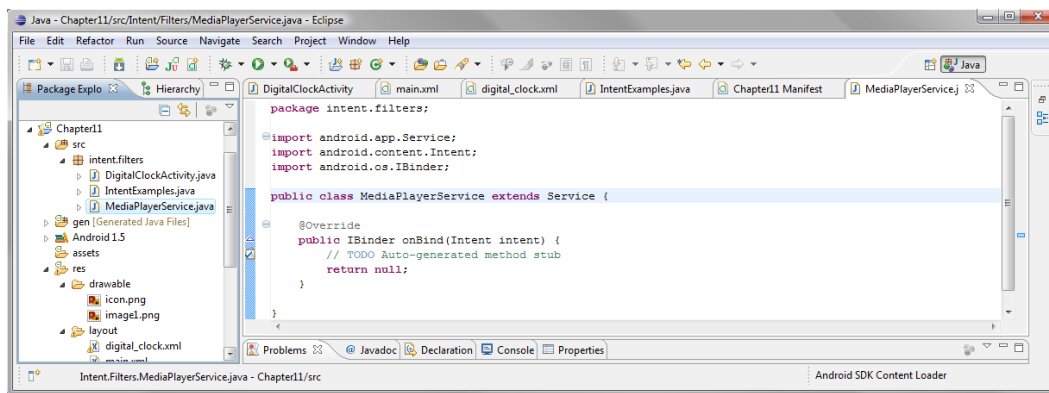 Java - Chapter11/src/Intent/Filters/MediaPlayerService.java - Eclipse
File Edit Refactor Run Source Navigate Search Project Window Help
Java
Package Explo Hierarchy
DigitalClockActivity main.xml digital_clock.xml IntentExamples.java Chapter11 Manifest MediaPlayerService.j
Chapter11
src
intent.filters
DigitalClockActivity.java
IntentExamples.java
MediaPlayerService.java
gen [Generated Java Files]
Android 1.5
assets
res
drawable
icon.png
image1.png
layout
digital_clock.xml
main.xml
package intent.filters;
import android.app.Service;
import android.content.Intent;
import android.os.IBinder;
public class MediaPlayerService extends Service {
@Override
public IBinder onBind(Intent intent) {
// TODO Auto-generated method stub
return null;
}
}
Problems @ Javadoc Declaration Console Properties
Intent.Filters.MediaPlayerService.java - Chapter11/src Android SDK Content Loader